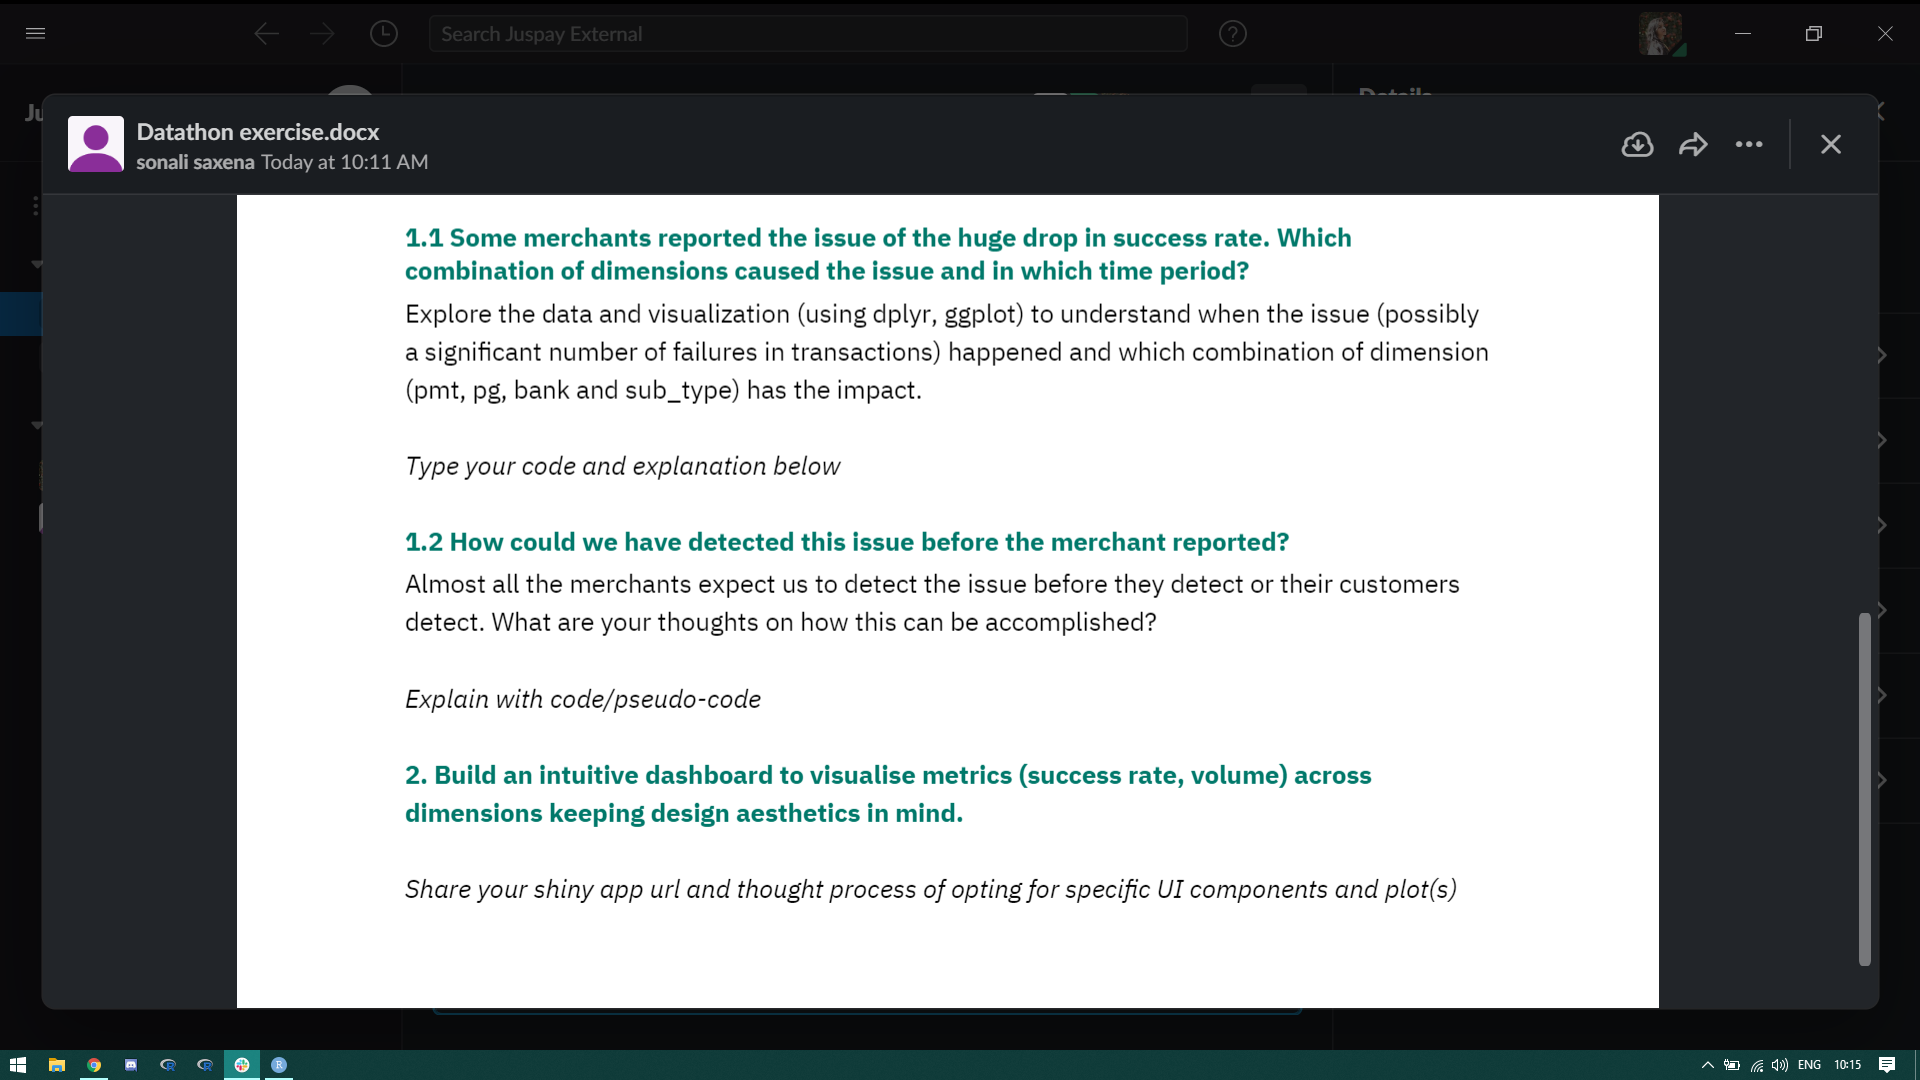 Search Juspay External
?
Ju
Details
Datathon exercise.docx
sonali saxena Today at 10:11 AM
1.1 Some merchants reported the issue of the huge drop in success rate. Which
combination of dimensions caused the issue and in which time period?
Explore the data and visualization (using dplyr, ggplot) to understand when the issue (possibly
a significant number of failures in transactions) happened and which combination of dimension
(pmt, pg, bank and sub_type) has the impact.
Type your code and explanation below
1.2 How could we have detected this issue before the merchant reported?
Almost all the merchants expect us to detect the issue before they detect or their customers
detect. What are your thoughts on how this can be accomplished?
Explain with code/pseudo-code
2. Build an intuitive dashboard to visualise metrics (success rate, volume) across
dimensions keeping design aesthetics in mind.
Share your shiny app url and thought process of opting for specific UI components and plot(s)
R
R
R
ENG
10:15